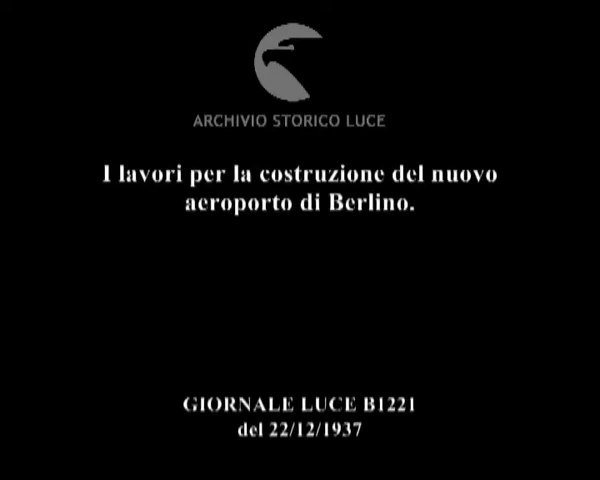 ARCHIVIO STORICO LUCE
I lavori per la costruzione del nuovo
aeroporto di Berlino.
GIORNALE LUCE B1221
del 22/12/1937